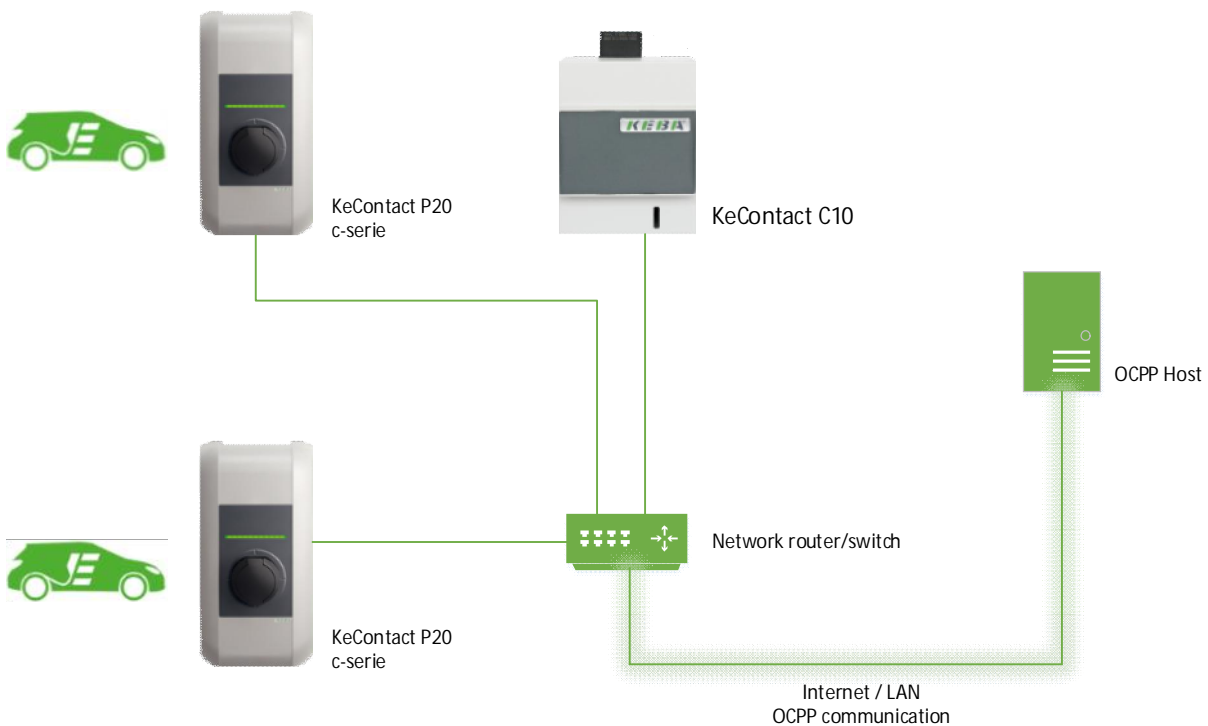 KEBA
KeContact P20
c-serie
KeContact C10
OCPP Host
Network router/switch
KeContact P20
c-serie
Internet / LAN
OCPP communication